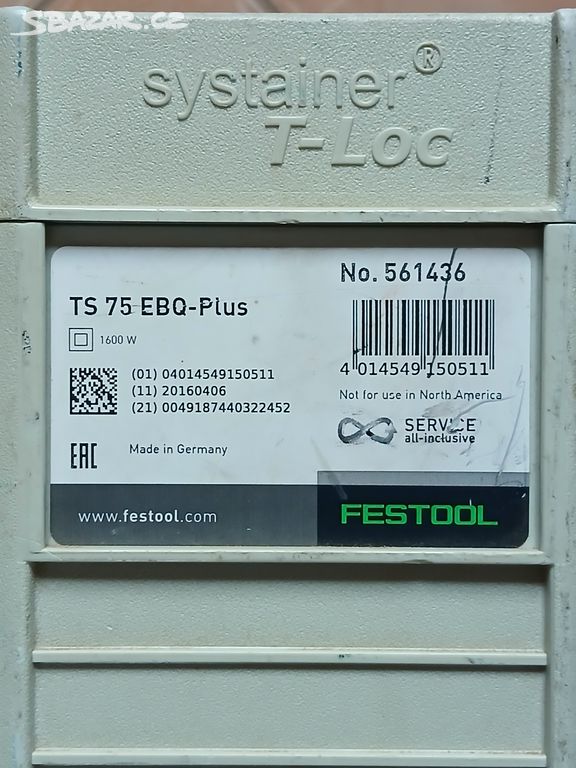 SBAZAR.CZ
systainer®
T-Loc
No. 561436
TS 75 EBQ-Plus
1600 W
4 014549 150511
(01) 04014549150511
(11) 20160406
(21) 0049187440322452
Not for use in North America
SERVICE
all-inclusive
EAC
Made in Germany
www.festool.com
FESTOOL